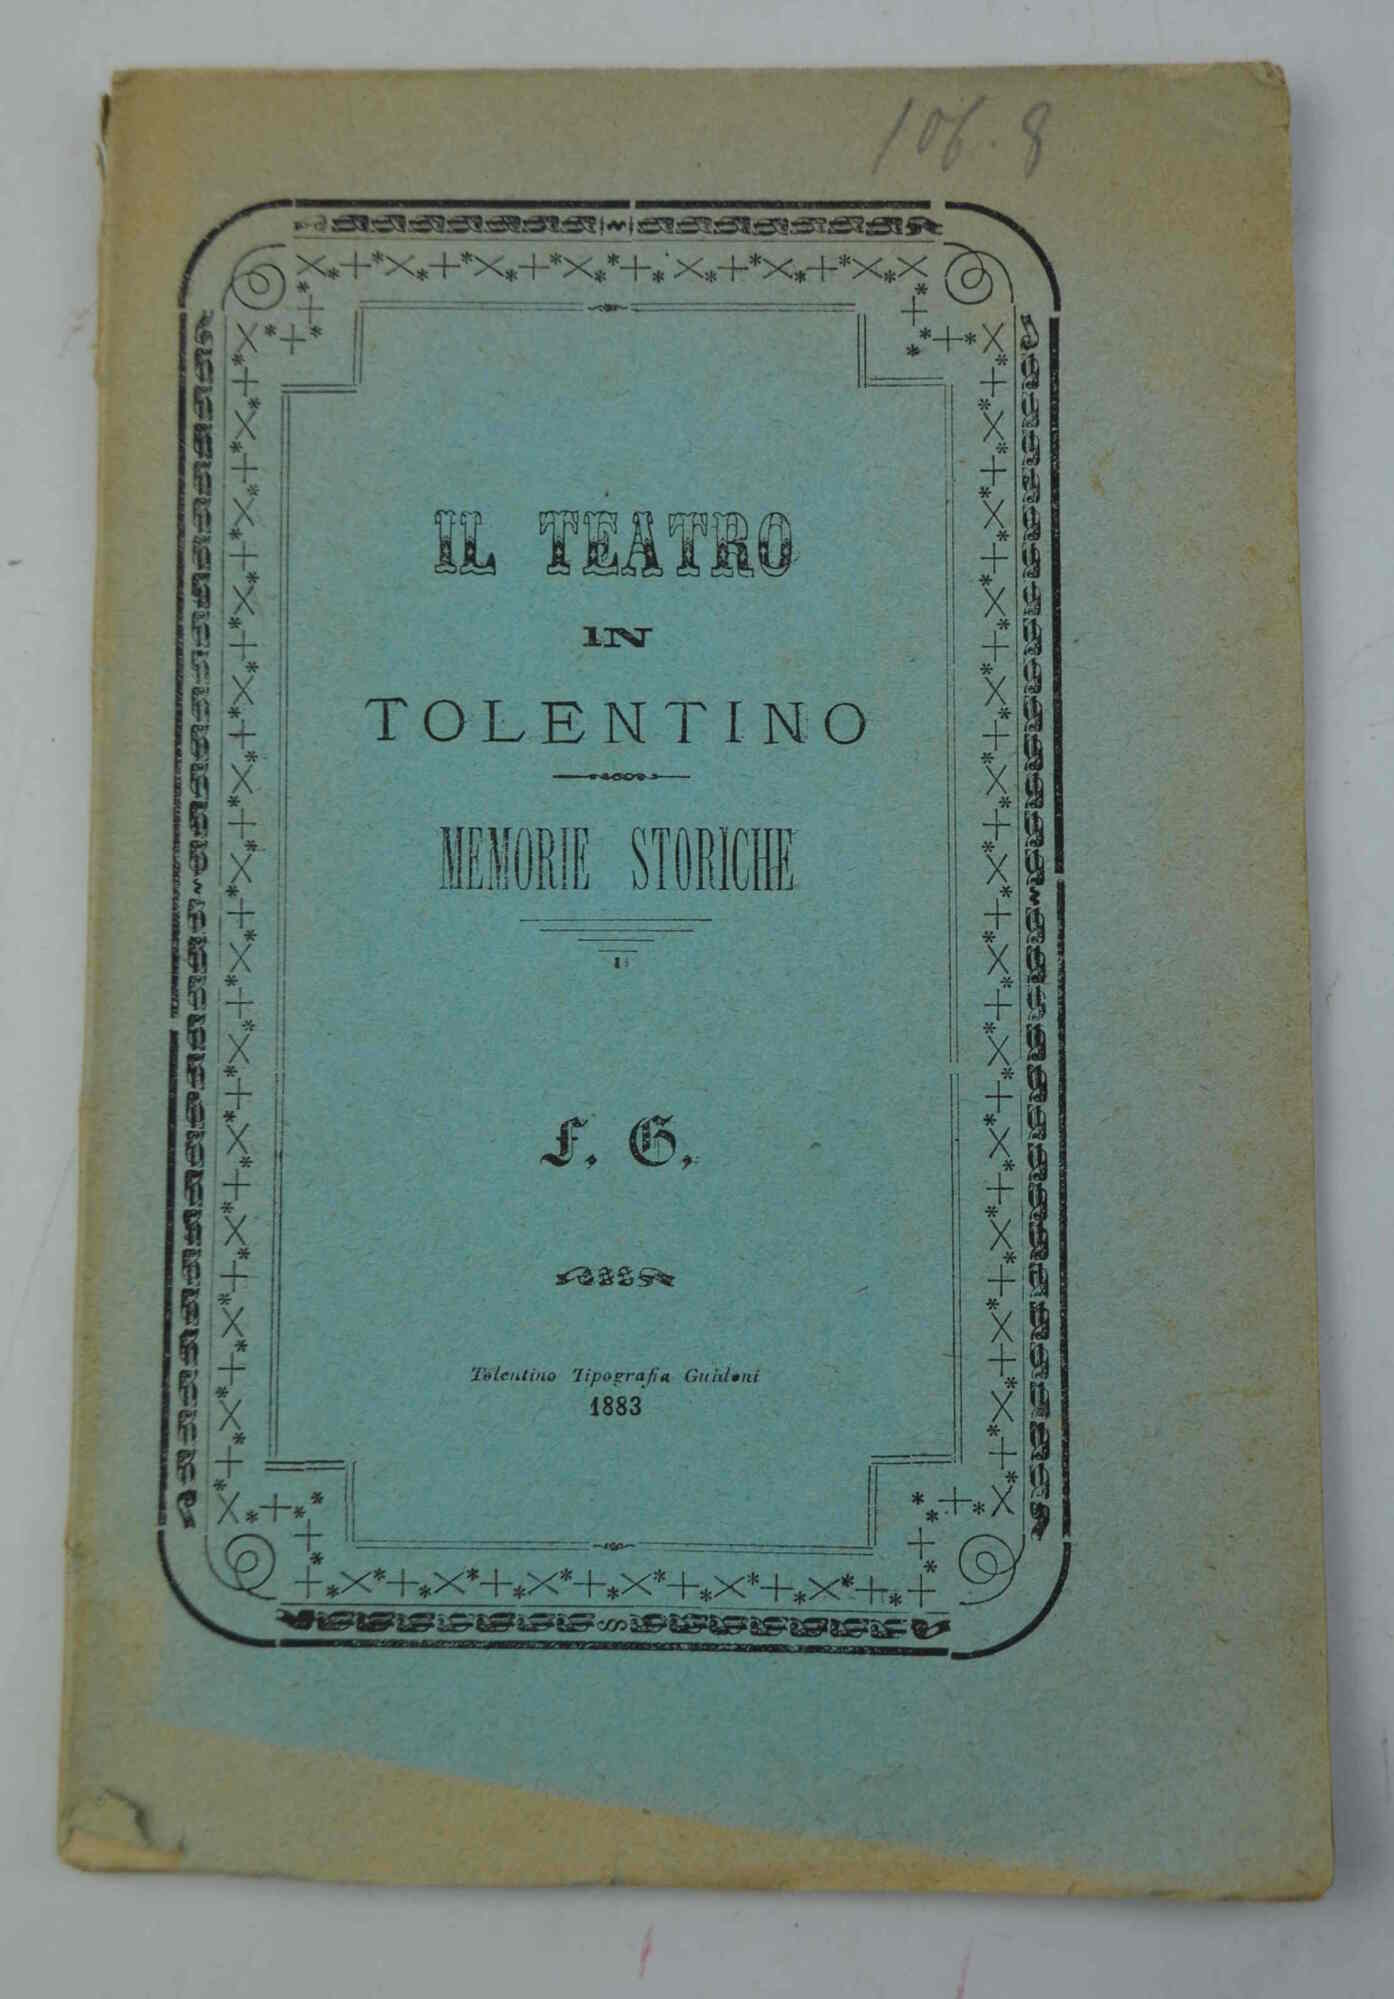 106.8
IL TEATRO
IN
TOLENTINO
MEMORIE STORICHE
F. G.
Tolentino Tipografia Guidoni
1883